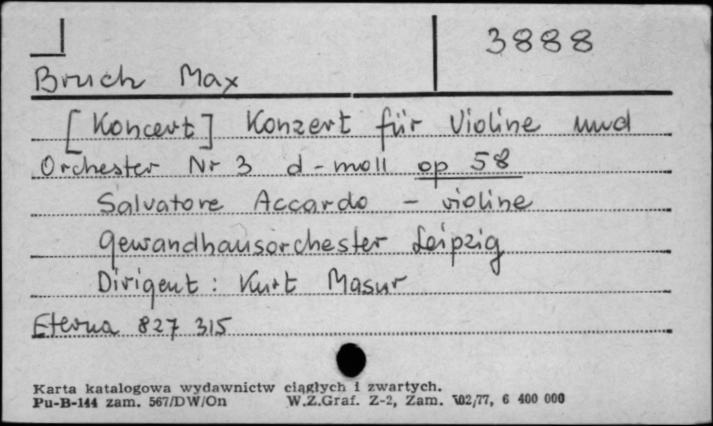 3888
Bruch Max
[Koncert] Konzert für Violine und
Orchester Nr 3 d-moll op 58
Salvatore Accardo - violine
Gewandhausorchester Leipzig
Dirigent: Kurt Masur
Eterna 827 315
Karta katalogowa wydawnictw ciągłych i zwartych.
Pu-B-144 zam. 567/DW/On W.Z.Graf. Z-2, Zam. 702/77, 6 400 000